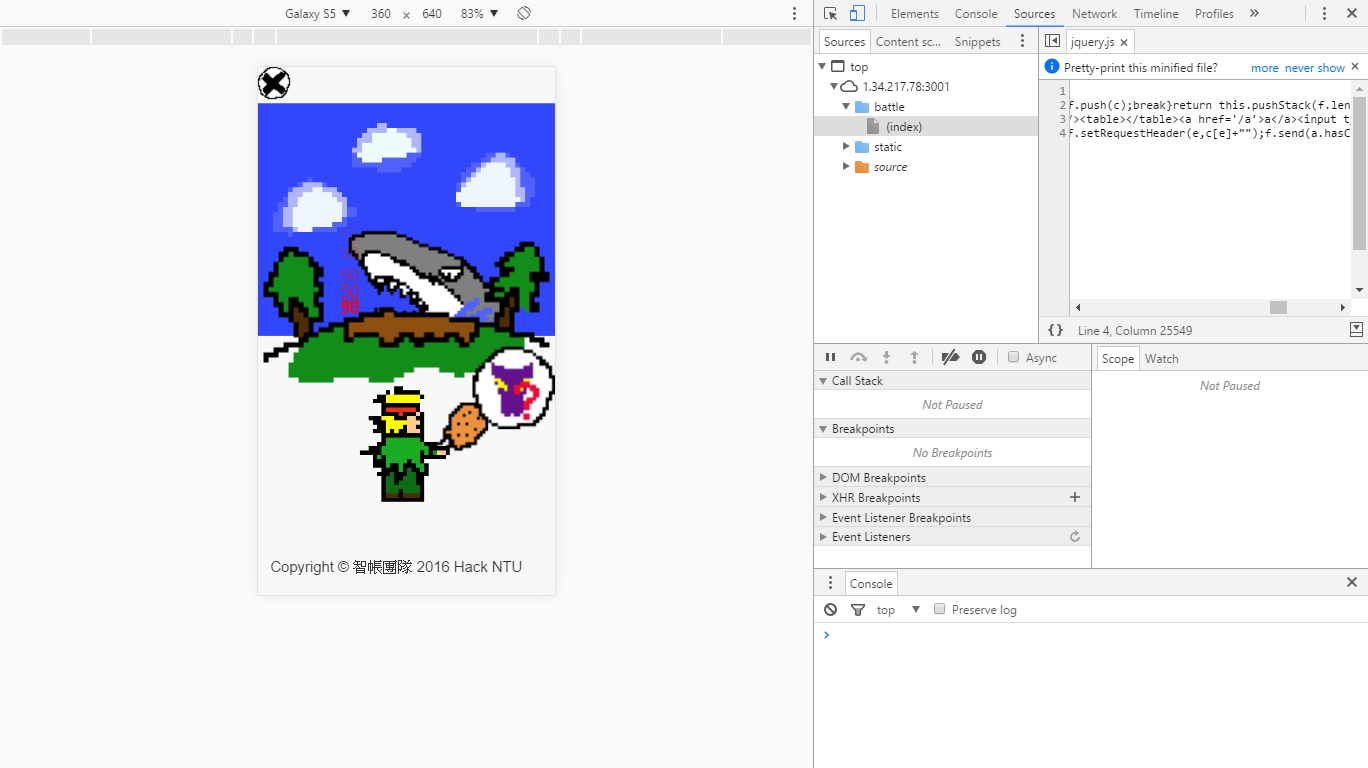 Galaxy S5 ▼ 360 × 640 83% ▼
Elements Console Sources Network Timeline Profiles »
Sources Content sc... Snippets
jquery.js ×
top
Pretty-print this minified file? more never show ×
1.34.217.78:3001
battle
(index)
static
source
1
2 f.push(c);break}return this.pushStack(f.len
3 /><table></table><a href='/a'>a</a><input t
4 f.setRequestHeader(e,c[e]+"");f.send(a.hasC
{} Line 4, Column 25549
Async
Scope Watch
Call Stack
Not Paused
Not Paused
Breakpoints
No Breakpoints
DOM Breakpoints
XHR Breakpoints
Event Listener Breakpoints
Event Listeners
Copyright © 智帳團隊 2016 Hack NTU
Console
top ▼ Preserve log
>